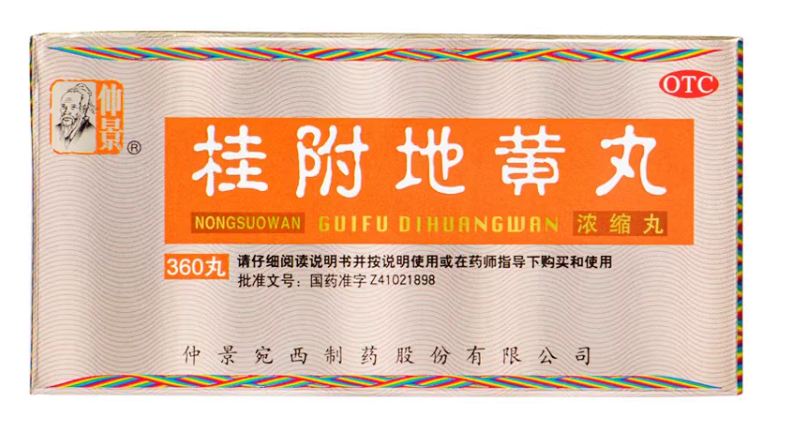 仲景
®
OTC
桂附地黄丸
NONGSUOWAN GUIFU DIHUANGWAN 浓缩丸
360丸
请仔细阅读说明书并按说明使用或在药师指导下购买和使用
批准文号：国药准字Z41021898
仲景宛西制药股份有限公司